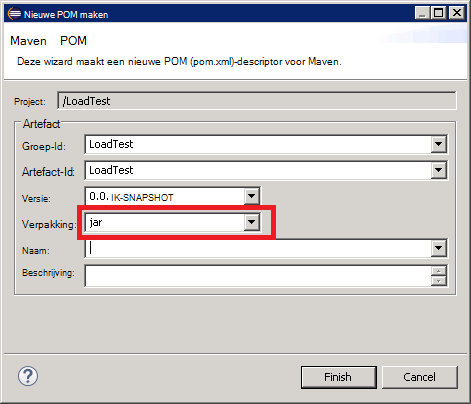 Nieuwe POM maken
Maven POM
Deze wizard maakt een nieuwe POM (pom.xml)-descriptor voor Maven.
Project: /LoadTest
Artefact
Groep-Id: LoadTest
Artefact-Id: LoadTest
Versie: 0.0. IK-SNAPSHOT
Verpakking: jar
Naam:
Beschrijving:
? Finish Cancel